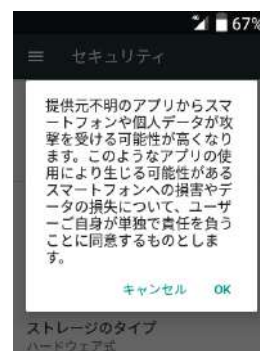 67%
セキュリティ
提供元不明のアプリからスマ
ートフォンや個人データが攻
撃を受ける可能性が高くなり
ます。このようなアプリの使
用により生じる可能性がある
スマートフォンへの損害やデ
ータの損失について、ユーザ
ーご自身が単独で責任を負う
ことに同意するものとしま
す。
キャンセル OK
ストレージのタイプ
ハードウェア式